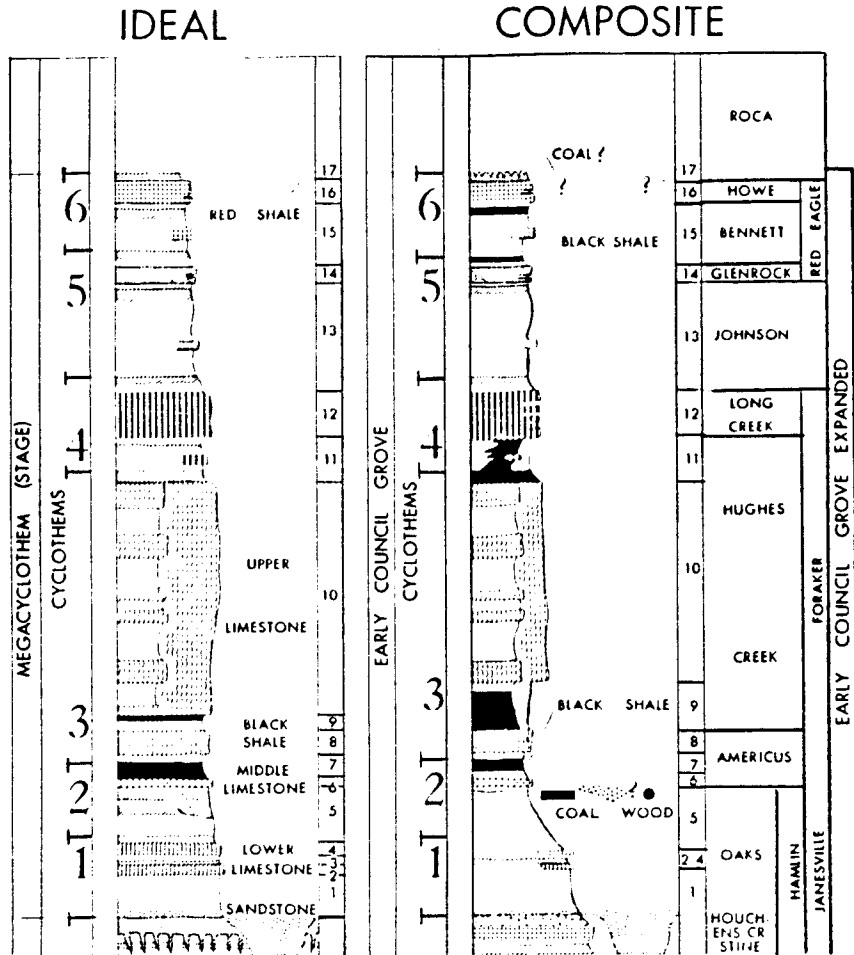 IDEAL
COMPOSITE
MEGACYCLOTHEM (STAGE)
CYCLOTHEMS
6
5
4
3
2
1
RED SHALE
UPPER
LIMESTONE
BLACK
SHALE
MIDDLE
LIMESTONE
LOWER
LIMESTONE
SANDSTONE
17
16
15
14
13
12
11
10
9
8
7
6
5
4
3
2
1
EARLY COUNCIL GROVE
CYCLOTHEMS
6
5
4
3
2
1
COAL ?
? ?
BLACK SHALE
BLACK SHALE
COAL WOOD
17
16
15
14
13
12
11
10
9
8
7
6
5
2 4
1
ROCA
HOWE
BENNETT
GLENROCK
JOHNSON
LONG
CREEK
HUGHES
CREEK
AMERICUS
OAKS
HOUCH-
ENS CR
STINE
RED EAGLE
FORAKER
HAMLIN
JANESVILLE
EARLY COUNCIL GROVE EXPANDED